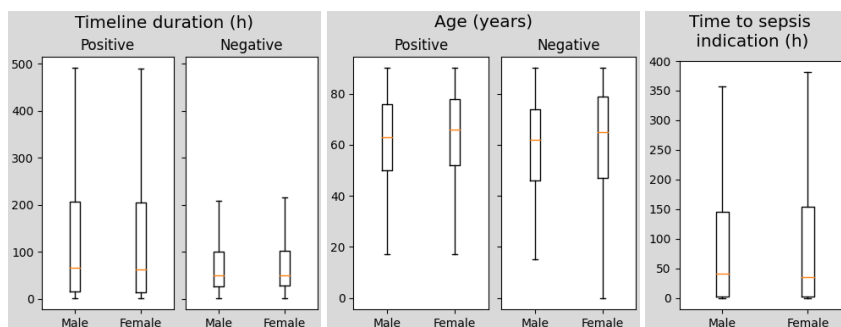 Timeline duration (h)
Positive
Negative
500
400
300
200
100
0
Male
Female
Male
Female
Age (years)
Positive
Negative
80
60
40
20
0
Male
Female
Male
Female
Time to sepsis
indication (h)
400
350
300
250
200
150
100
50
0
Male
Female